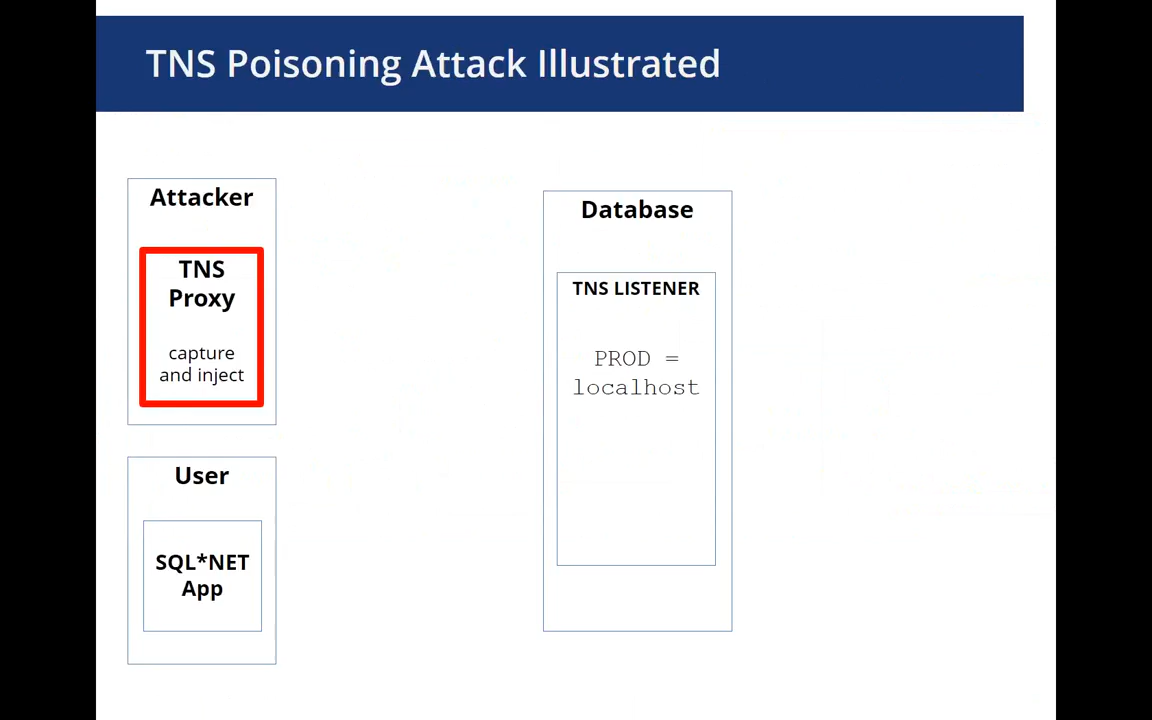 TNS Poisoning Attack Illustrated
Attacker
TNS
Proxy
capture
and inject
User
SQL*NET
App
Database
TNS LISTENER
PROD =
localhost